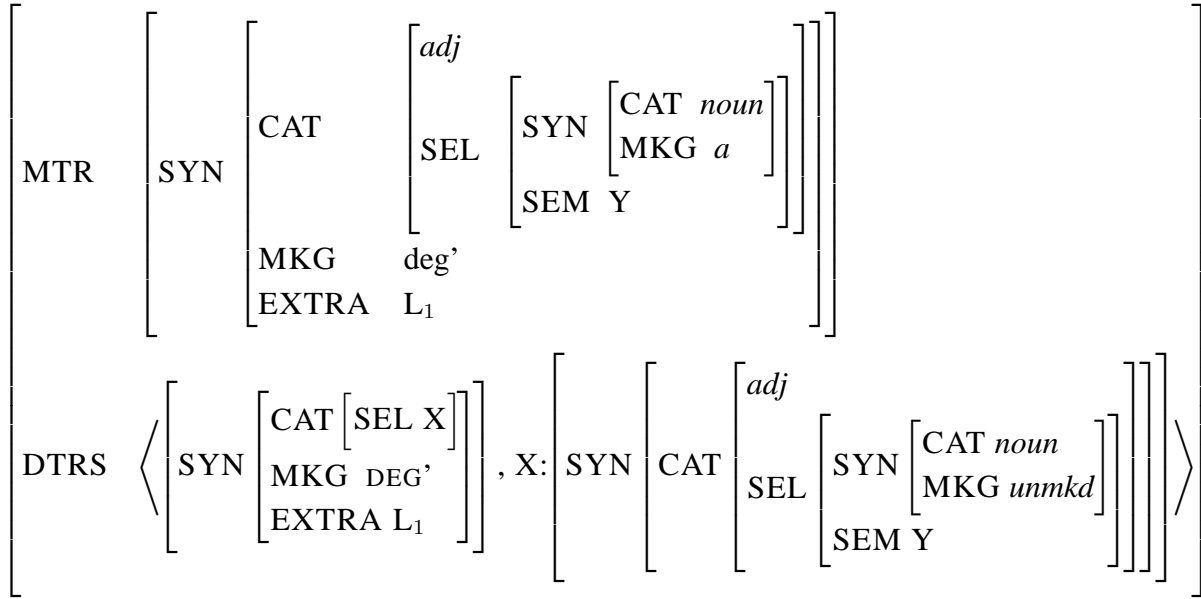 adj
CAT noun
CAT SYN MKG a
SEL
MTR SYN SEM Y
MKG deg’
EXTRA L1
adj
CAT [SEL X] CAT noun
DTRS ⟨ SYN MKG DEG’ , X: SYN CAT SEL SYN MKG unmkd ⟩
EXTRA L1 SEM Y